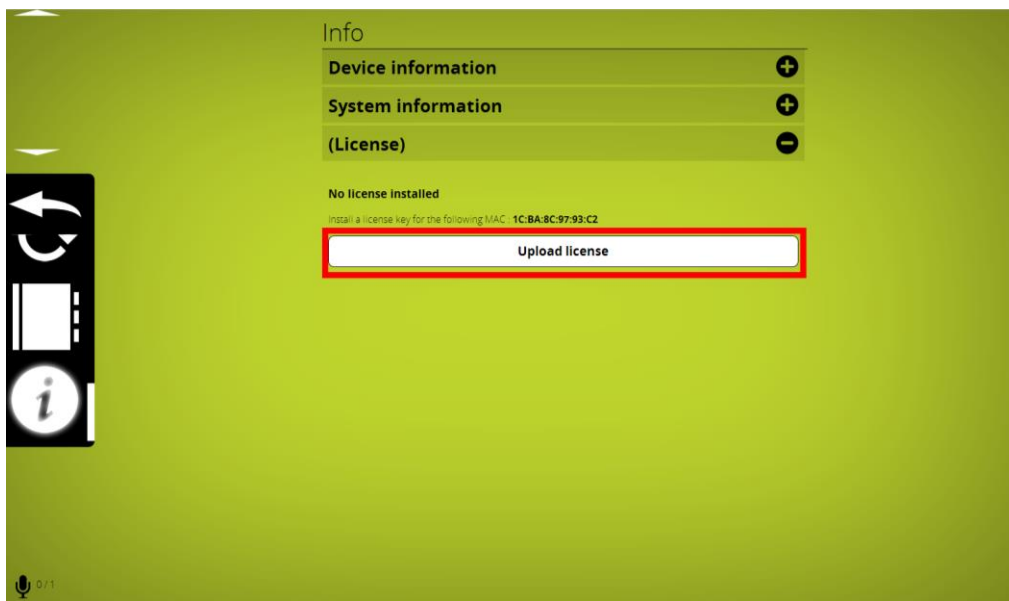 Info
Device information
System information
(License)
No license installed
Install a license key for the following MAC : 1C:BA:8C:97:93:C2
Upload license
i
0/1